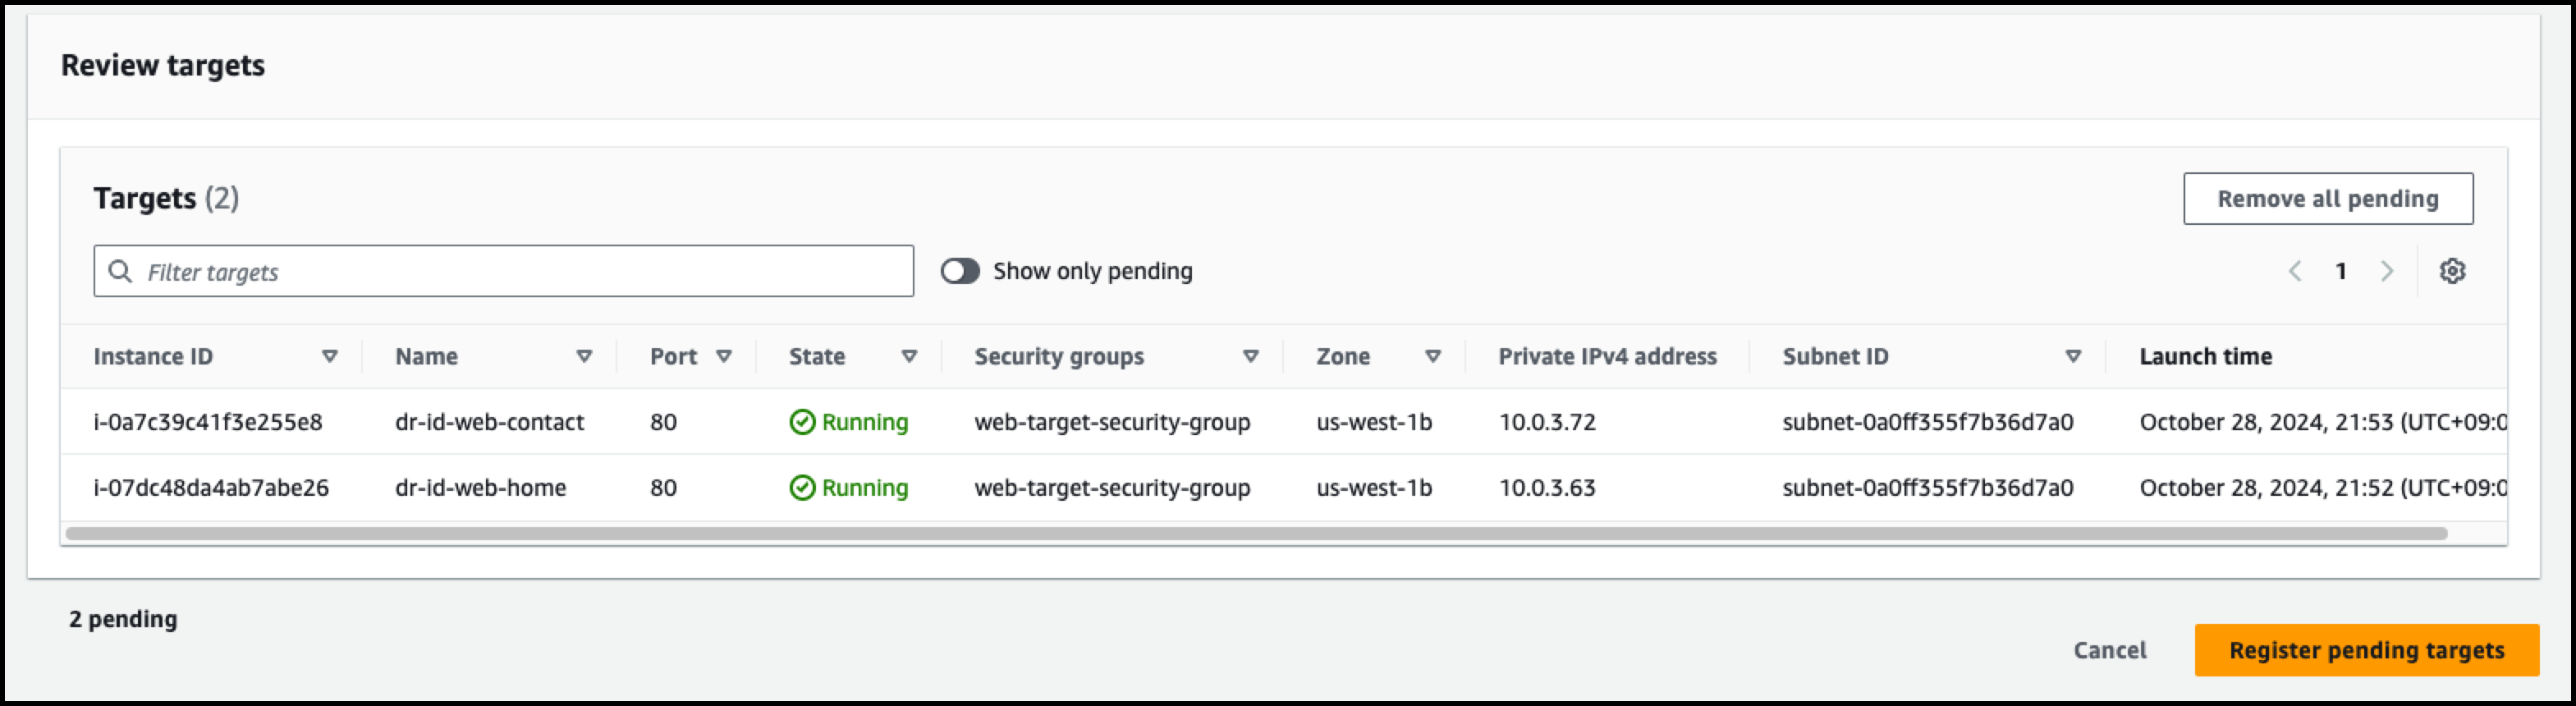 Review targets
Targets (2)
Remove all pending
Filter targets
Show only pending
1
Instance ID Name Port State Security groups Zone Private IPv4 address Subnet ID Launch time
i-0a7c39c41f3e255e8 dr-id-web-contact 80 Running web-target-security-group us-west-1b 10.0.3.72 subnet-0a0ff355f7b36d7a0 October 28, 2024, 21:53 (UTC+09:0
i-07dc48da4ab7abe26 dr-id-web-home 80 Running web-target-security-group us-west-1b 10.0.3.63 subnet-0a0ff355f7b36d7a0 October 28, 2024, 21:52 (UTC+09:0
2 pending
Cancel
Register pending targets